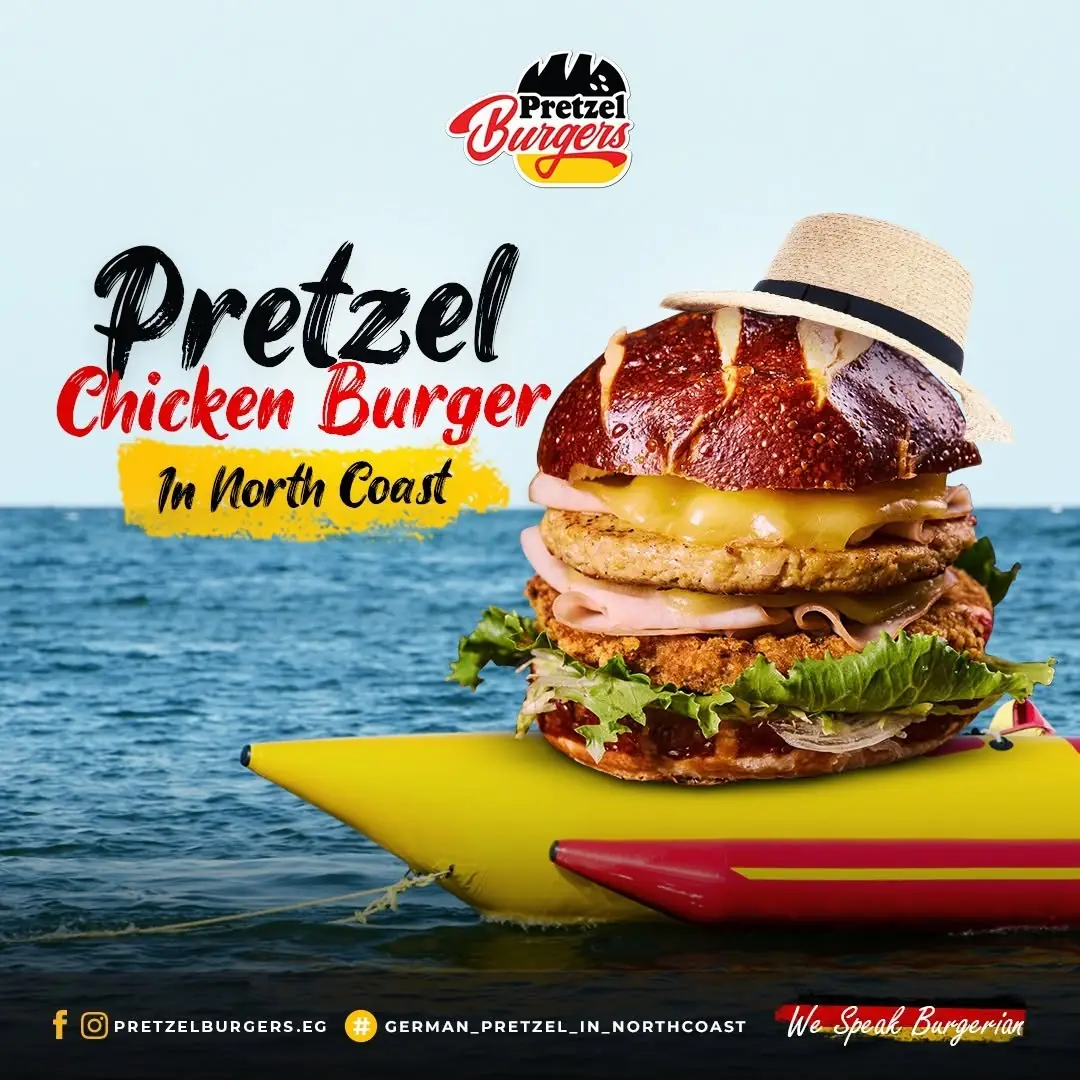 Pretzel
Burgers
Pretzel
Chicken Burger
In North Coast
PRETZELBURGERS.EG
# GERMAN_PRETZEL_IN_NORTHCOAST
We Speak Burgerian